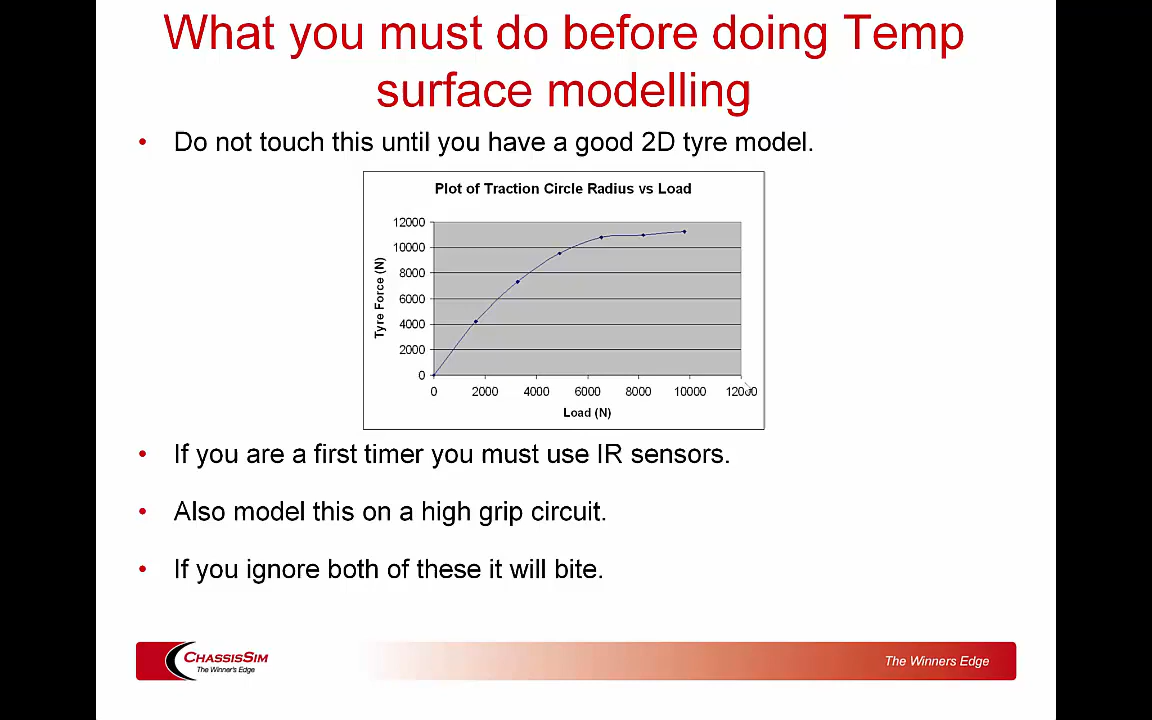 What you must do before doing Temp
surface modelling
• Do not touch this until you have a good 2D tyre model.
Plot of Traction Circle Radius vs Load
12000
10000
8000
6000
4000
2000
0
Tyre Force (N)
0 2000 4000 6000 8000 10000 12000
Load (N)
• If you are a first timer you must use IR sensors.
• Also model this on a high grip circuit.
• If you ignore both of these it will bite.
CHASSISSIM
The Winner's Edge
The Winners Edge